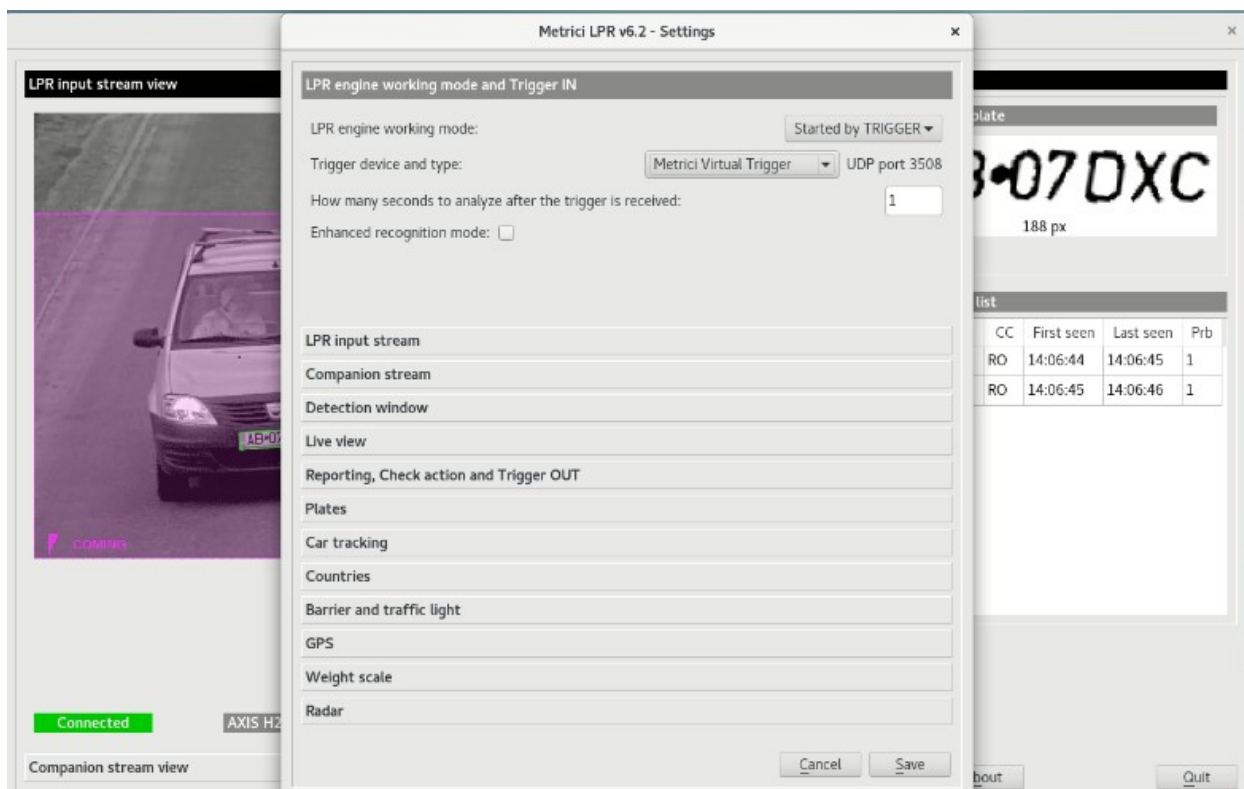 Metrici LPR v6.2 - Settings
LPR input stream view
LPR engine working mode and Trigger IN
LPR engine working mode:
Started by TRIGGER
Trigger device and type:
Metrici Virtual Trigger
UDP port 3508
How many seconds to analyze after the trigger is received:
1
Enhanced recognition mode:
LPR input stream
Companion stream
Detection window
Live view
Reporting, Check action and Trigger OUT
Plates
Car tracking
Countries
Barrier and traffic light
GPS
Weight scale
Radar
Cancel
Save
AB 07
COMING
Connected
AXIS H2
Companion stream view
07DXC
188 px
list
CC First seen Last seen Prb
RO 14:06:44 14:06:45 1
RO 14:06:45 14:06:46 1
Quit